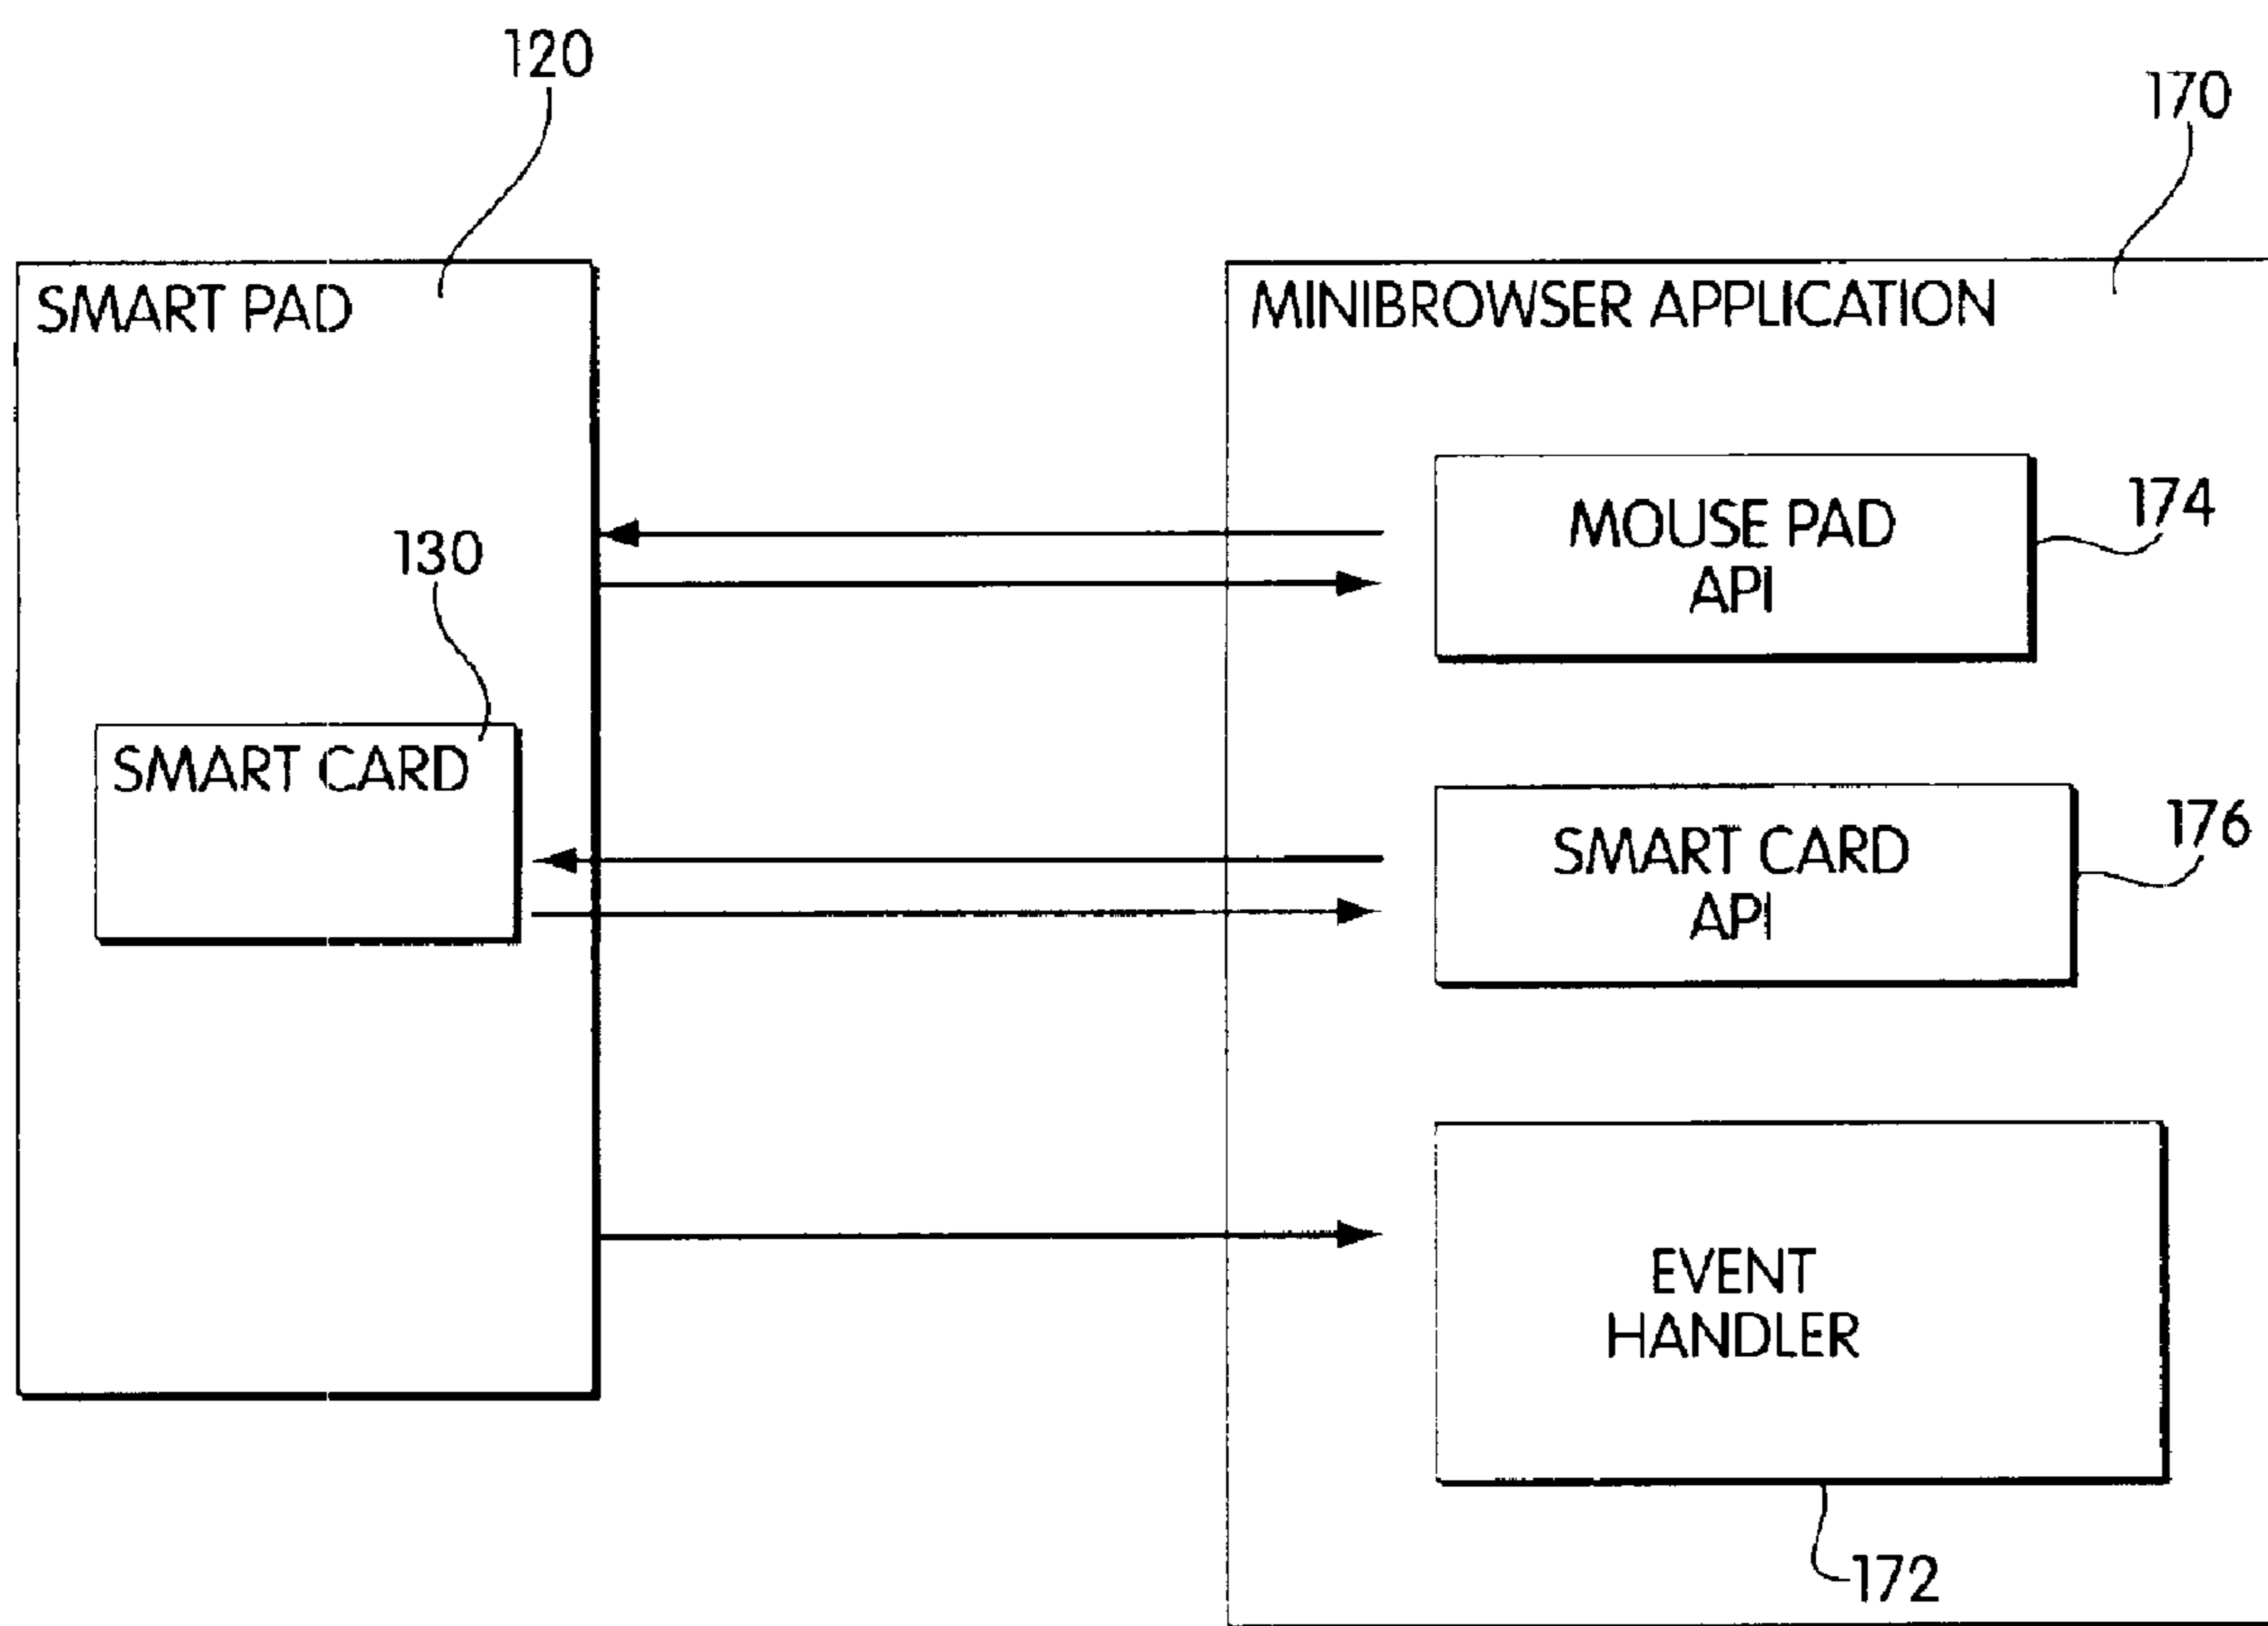 120
170
SMART PAD
MINIBROWSER APPLICATION
MOUSE PAD
API
174
130
SMART CARD
SMART CARD
API
176
EVENT
HANDLER
172